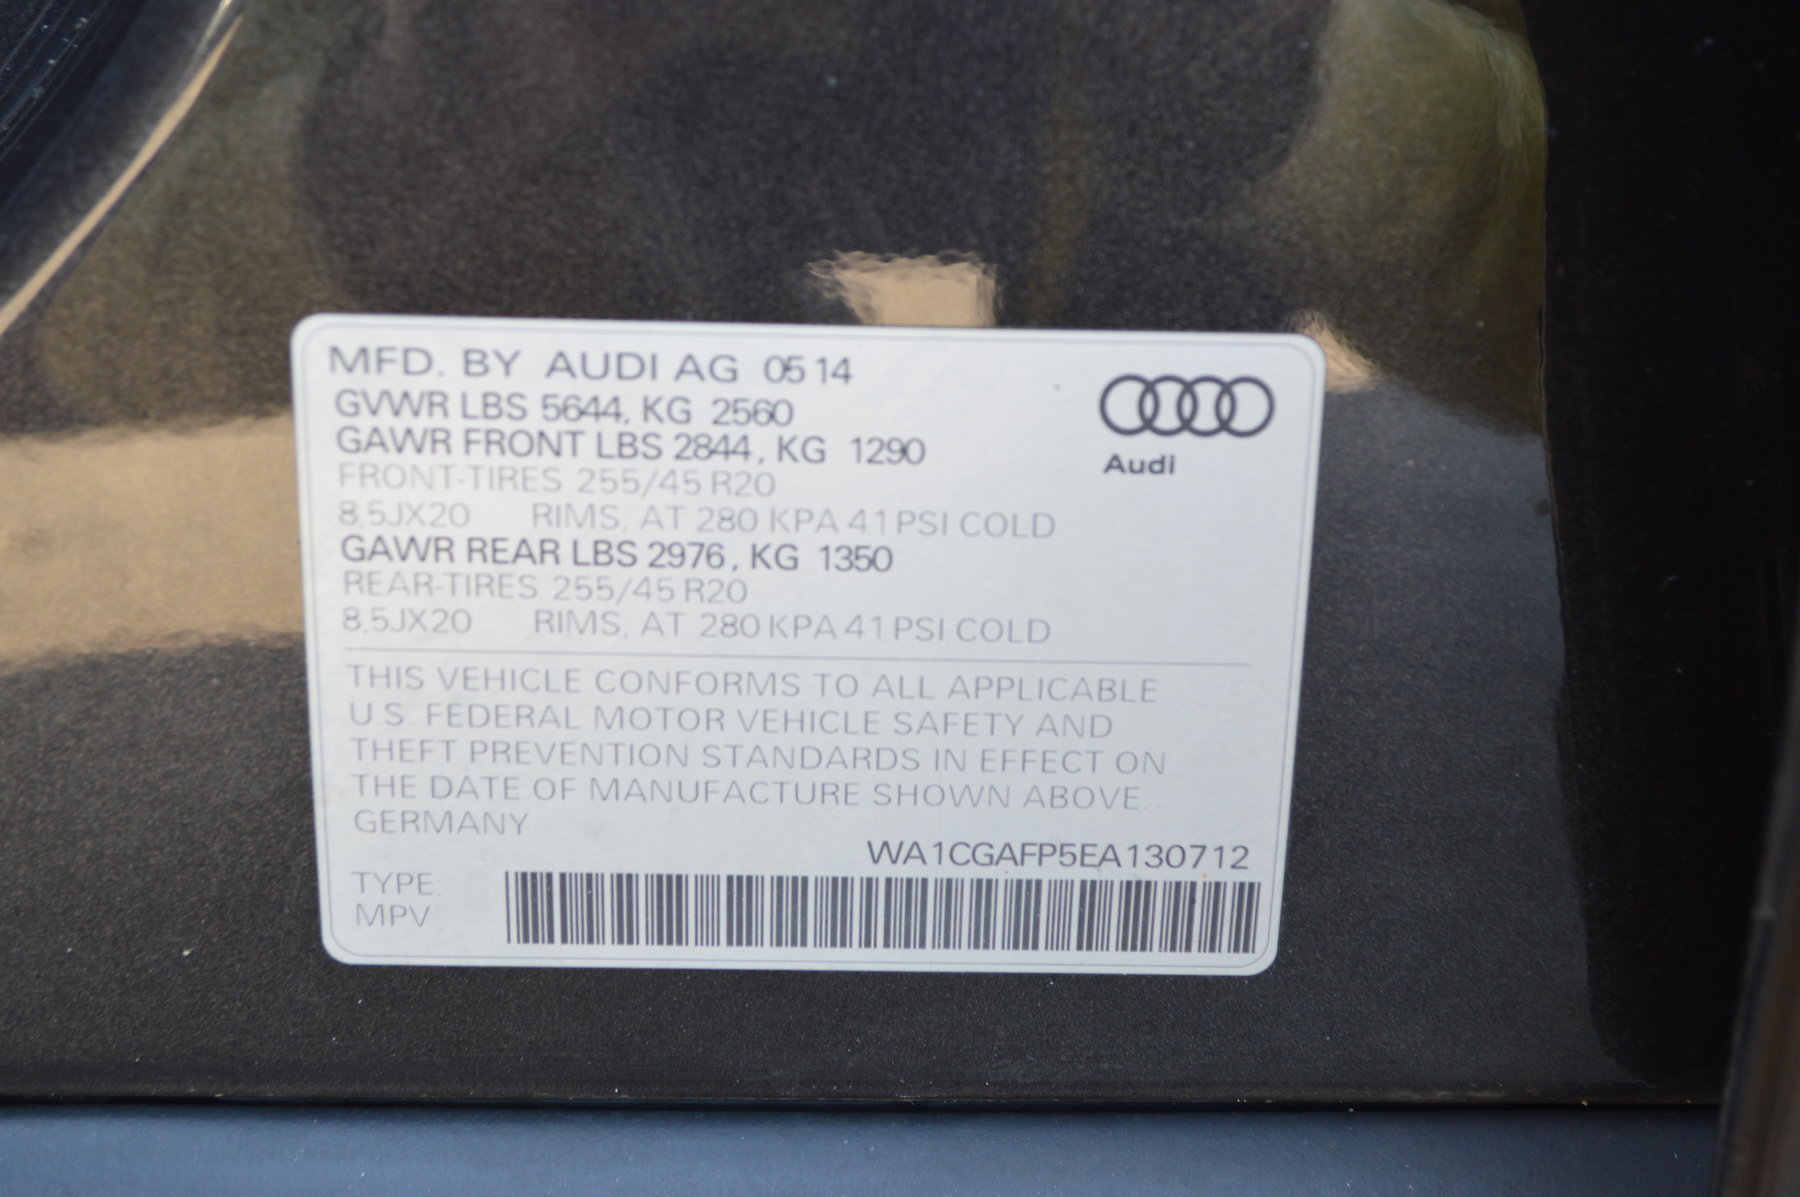 MFD. BY AUDI AG 05 14
GVWR LBS 5644, KG 2560
GAWR FRONT LBS 2844, KG 1290
FRONT-TIRES 255/45 R20
8,5JX20 RIMS, AT 280 KPA 41 PSI COLD
GAWR REAR LBS 2976, KG 1350
REAR-TIRES 255/45 R20
8,5JX20 RIMS, AT 280 KPA 41 PSI COLD
Audi
THIS VEHICLE CONFORMS TO ALL APPLICABLE
U.S. FEDERAL MOTOR VEHICLE SAFETY AND
THEFT PREVENTION STANDARDS IN EFFECT ON
THE DATE OF MANUFACTURE SHOWN ABOVE.
GERMANY
WA1CGAFP5EA130712
TYPE:
MPV